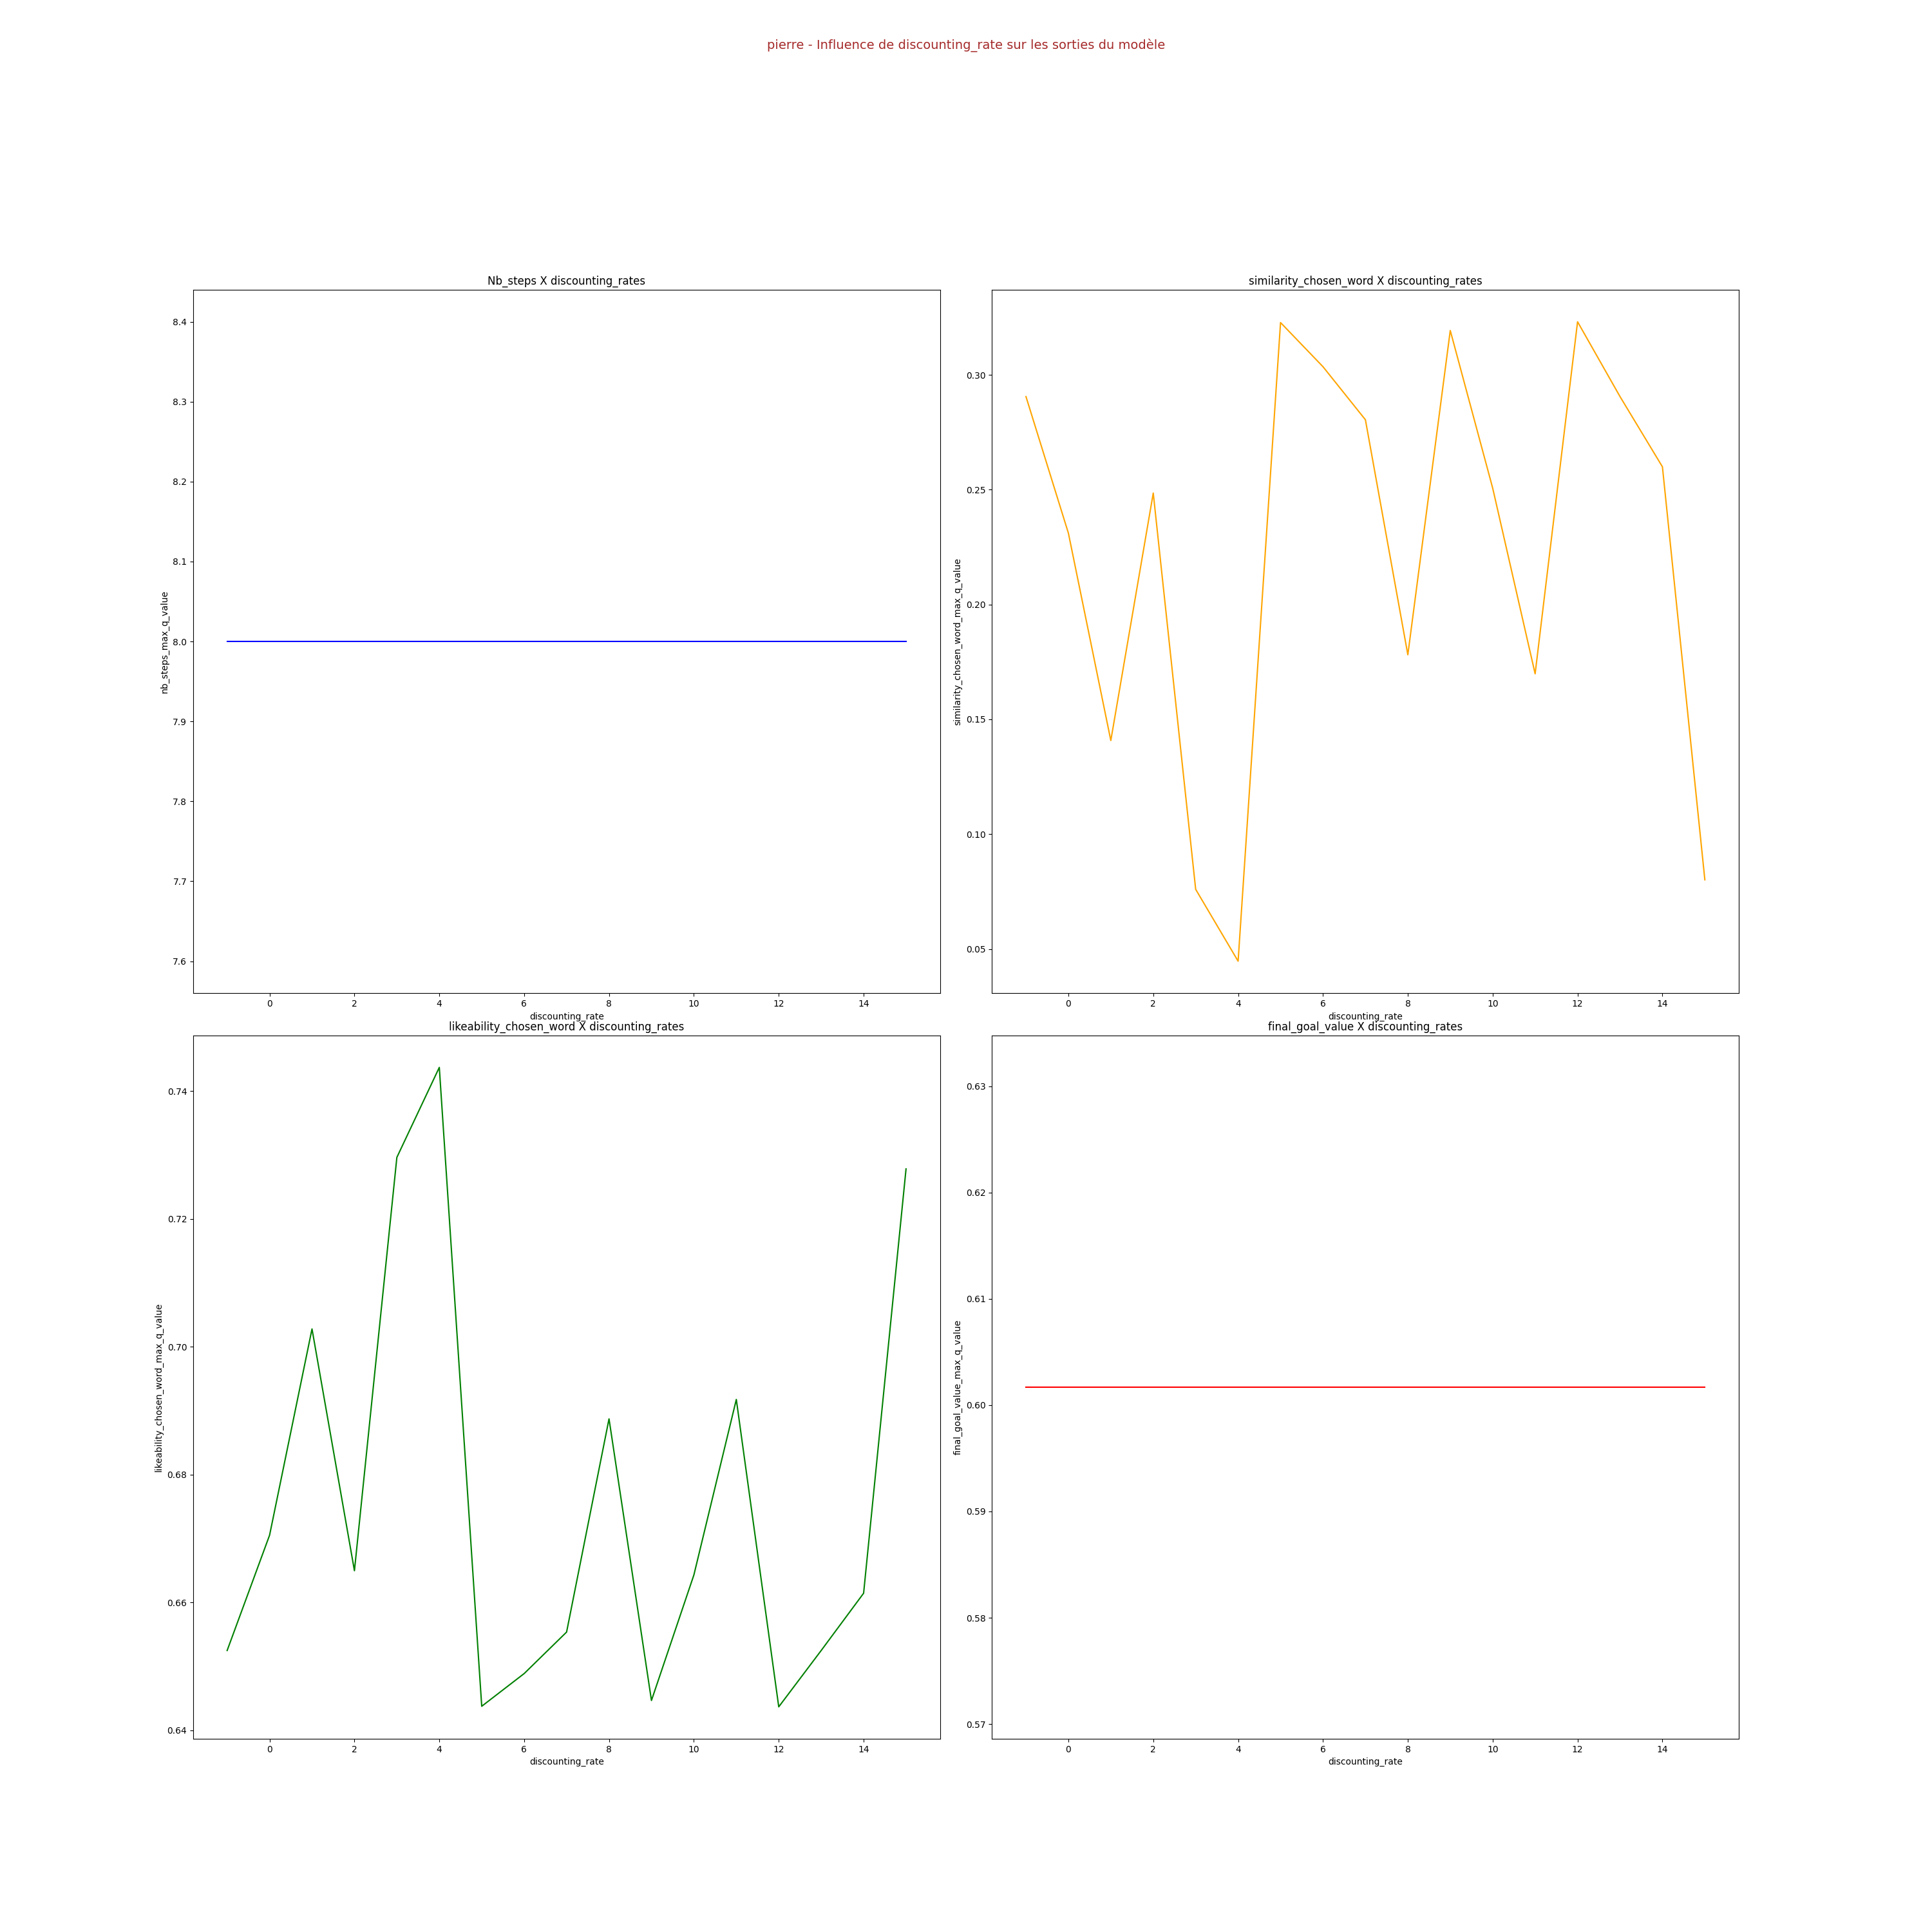 pierre - Influence de discounting_rate sur les sorties du modèle
Nb_steps X discounting_rates
8.4
8.3
8.2
8.1
8.0
7.9
7.8
7.7
7.6
nb_steps_max_q_value
0 2 4 6 8 10 12 14
discounting_rate
similarity_chosen_word X discounting_rates
0.30
0.25
0.20
0.15
0.10
0.05
similarity_chosen_word_max_q_value
0 2 4 6 8 10 12 14
discounting_rate
likeability_chosen_word X discounting_rates
0.74
0.72
0.70
0.68
0.66
0.64
likeability_chosen_word_max_q_value
0 2 4 6 8 10 12 14
discounting_rate
final_goal_value X discounting_rates
0.63
0.62
0.61
0.60
0.59
0.58
0.57
final_goal_value_max_q_value
0 2 4 6 8 10 12 14
discounting_rate